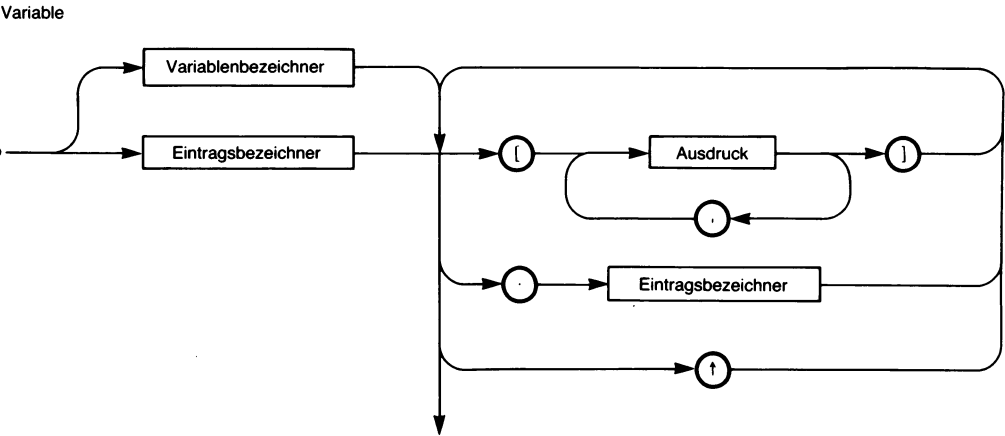 Variable
Variablenbezeichner
Eintragsbezeichner
[
Ausdruck
]
,
.
Eintragsbezeichner
↑